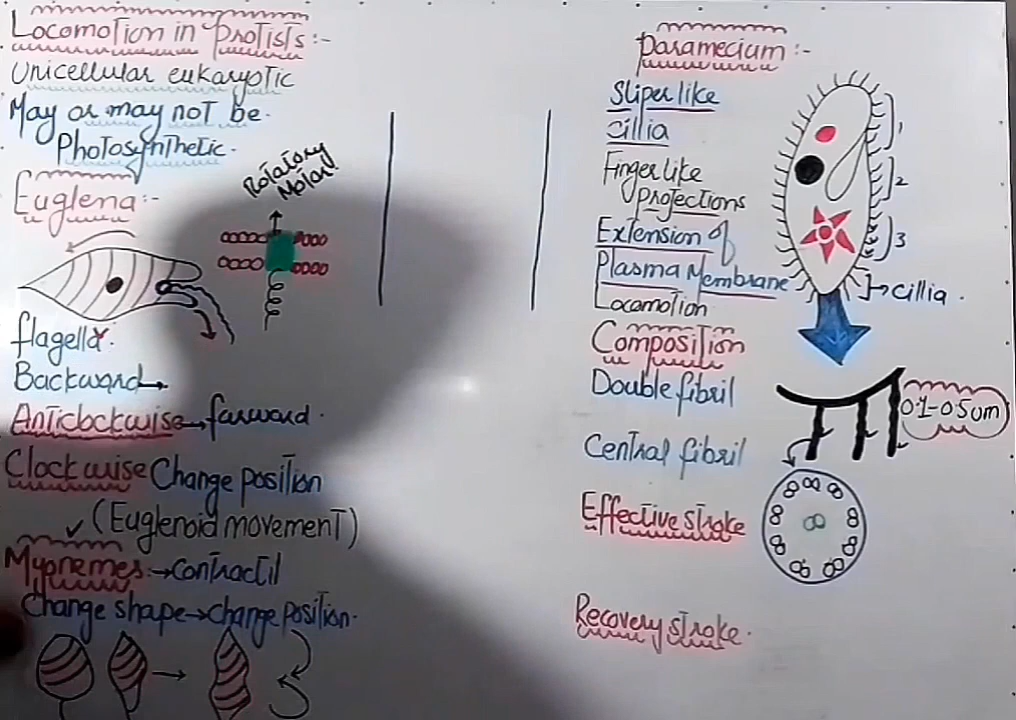 Locomotion in Protists:-
Unicellular eukaryotic
May or may not be.
Photosynthetic.
Euglena:-
Rotatory
Motar!
flagella:
Backward→
Anticlockwise→farward.
Clockwise Change position
✓(Euglenoid movement)
Myonemes:→contractil
Change shape→change position.
Paramecium:-
Sliper like
Cillia
Finger like
projections
Extension of
Plasma Membrane
Locomotion
1
2
3
→cillia.
Composition
Double fibril
0.1-0.5um
Central fibril
Effective stroke
Recovery stroke.